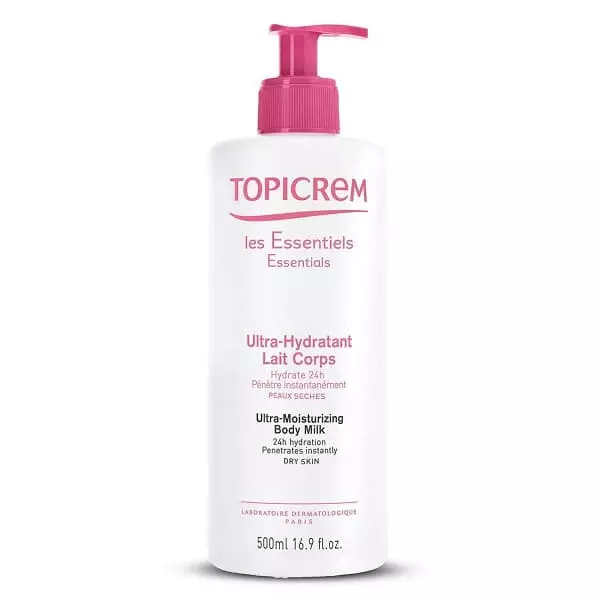 TOPICREM
les Essentiels
Essentials
Ultra-Hydratant
Lait Corps
Hydrate 24h
Pénètre instantanément
PEAUX SECHES
Ultra-Moisturizing
Body Milk
24h hydration
Penetrates instantly
DRY SKIN
LABORATOIRE DERMATOLOGIQUE
PARIS
500ml 16.9 fl.oz.